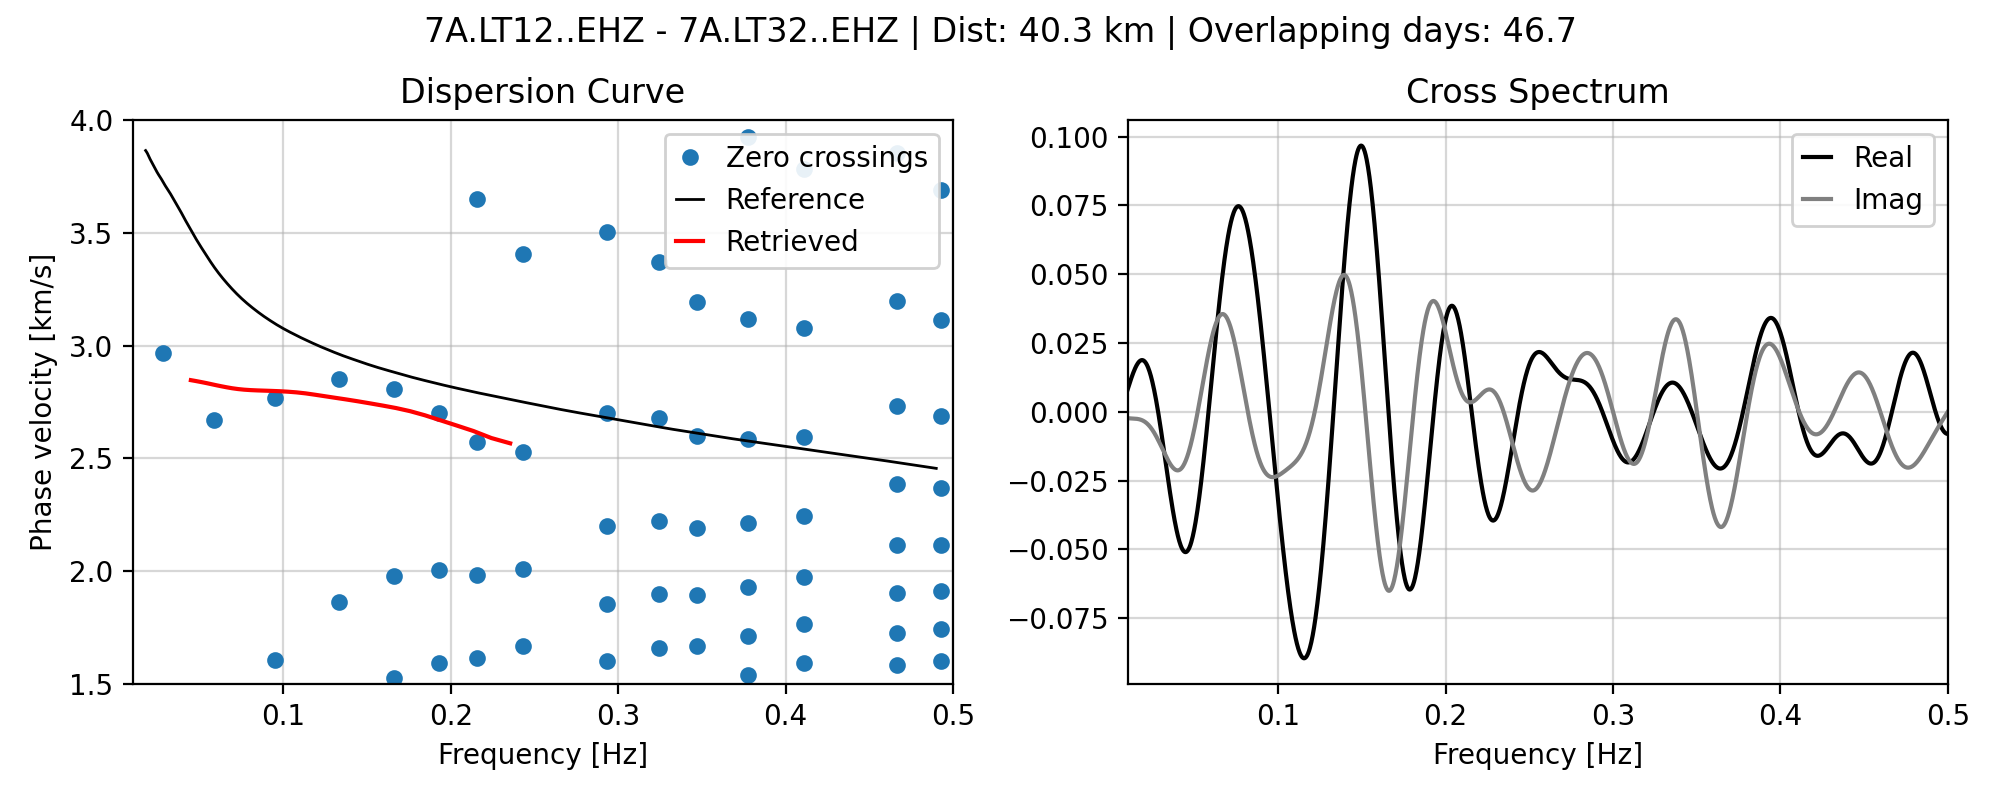 7A.LT12..EHZ - 7A.LT32..EHZ | Dist: 40.3 km | Overlapping days: 46.7
Dispersion Curve
4.0
3.5
3.0
2.5
2.0
1.5
Phase velocity [km/s]
0.1
0.2
0.3
0.4
0.5
Frequency [Hz]
Zero crossings
Reference
Retrieved
Cross Spectrum
0.100
0.075
0.050
0.025
0.000
−0.025
−0.050
−0.075
0.1
0.2
0.3
0.4
0.5
Frequency [Hz]
Real
Imag